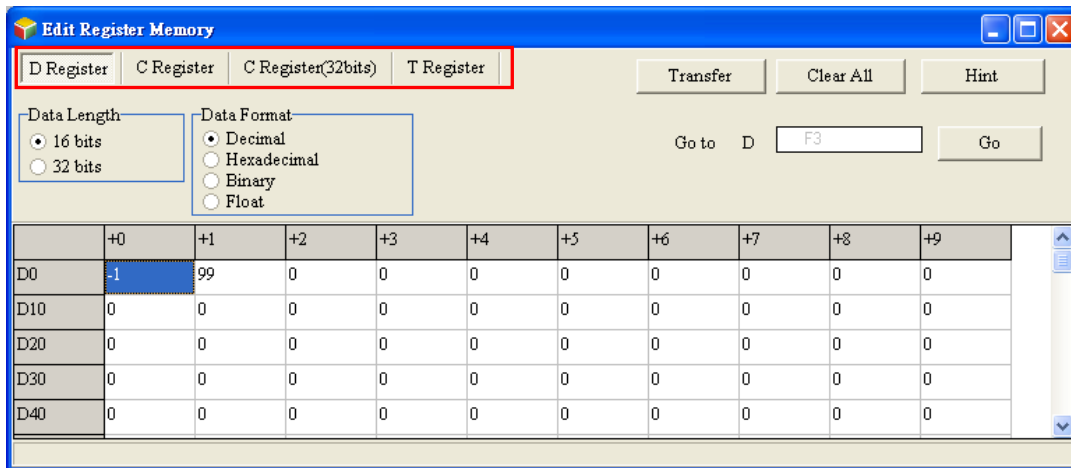 Edit Register Memory
D Register C Register C Register(32bits) T Register Transfer Clear All Hint
Data Length Data Format
16 bits Decimal Go to D F3 Go
32 bits Hexadecimal
Binary
Float
+0 +1 +2 +3 +4 +5 +6 +7 +8 +9
D0 -1 99 0 0 0 0 0 0 0 0
D10 0 0 0 0 0 0 0 0 0 0
D20 0 0 0 0 0 0 0 0 0 0
D30 0 0 0 0 0 0 0 0 0 0
D40 0 0 0 0 0 0 0 0 0 0